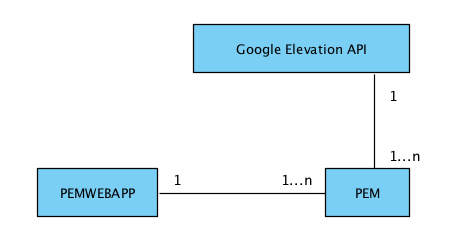 Google Elevation API
1
1...n
PEMWEBAPP
1
1...n
PEM